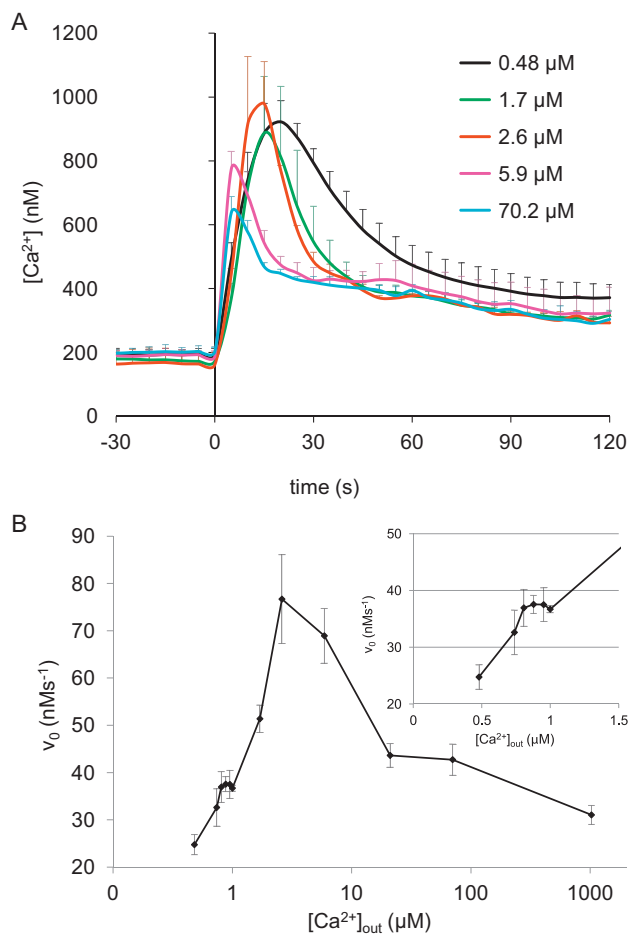 A
1200
1000
800
600
400
200
0
[Ca²⁺] (nM)
0.48 µM
1.7 µM
2.6 µM
5.9 µM
70.2 µM
-30 0 30 60 90 120
time (s)
B
90
80
70
60
50
40
30
20
v₀ (nMs⁻¹)
0 1 10 100 1000
[Ca²⁺]out (µM)
50
40
30
20
v₀ (nMs⁻¹)
0 0.5 1 1.5
[Ca²⁺]out (µM)